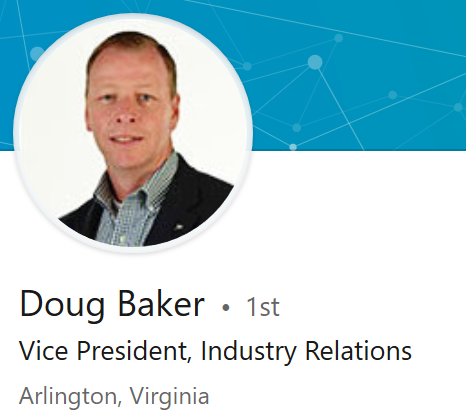 Doug Baker • 1st
Vice President, Industry Relations
Arlington, Virginia